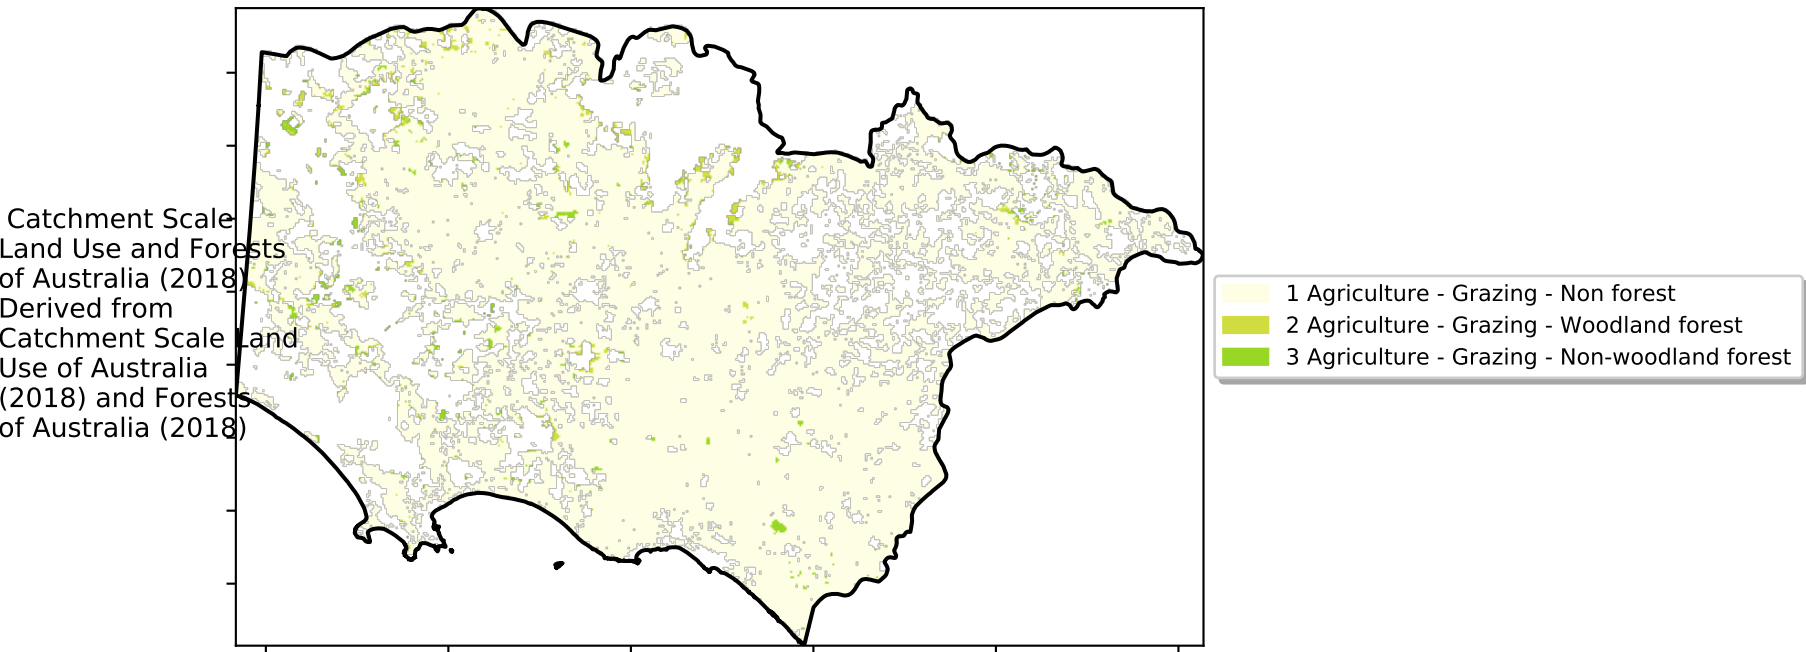 Catchment Scale
Land Use and Forests
of Australia (2018)
Derived from
Catchment Scale Land
Use of Australia
(2018) and Forests
of Australia (2018)
1 Agriculture - Grazing - Non forest
2 Agriculture - Grazing - Woodland forest
3 Agriculture - Grazing - Non-woodland forest